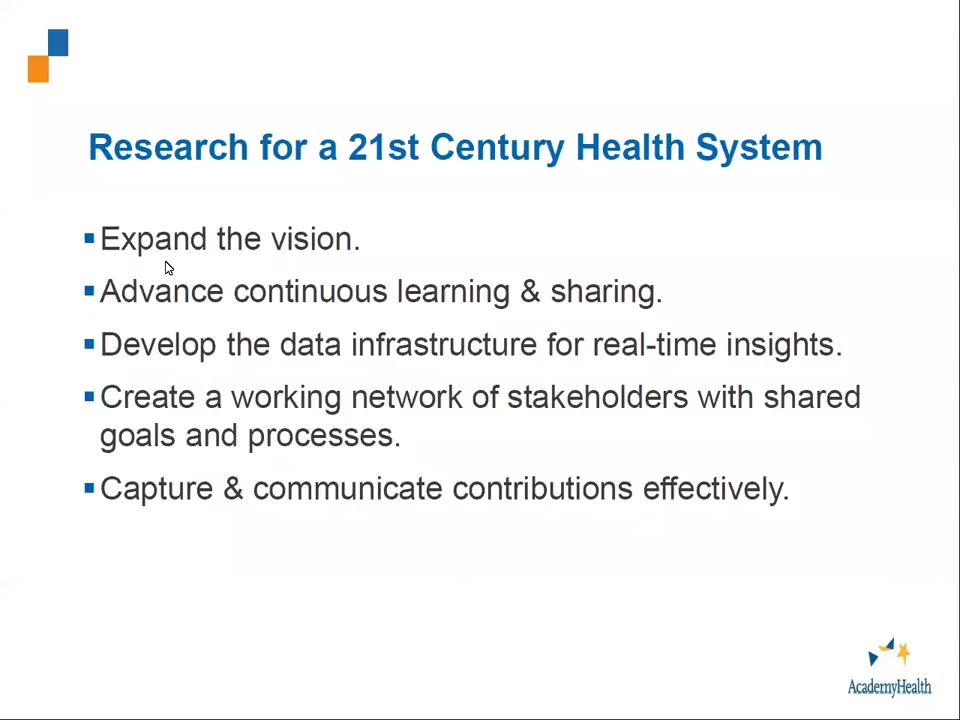 Research for a 21st Century Health System
▪Expand the vision.
▪Advance continuous learning & sharing.
▪Develop the data infrastructure for real-time insights.
▪Create a working network of stakeholders with shared
goals and processes.
▪Capture & communicate contributions effectively.
AcademyHealth